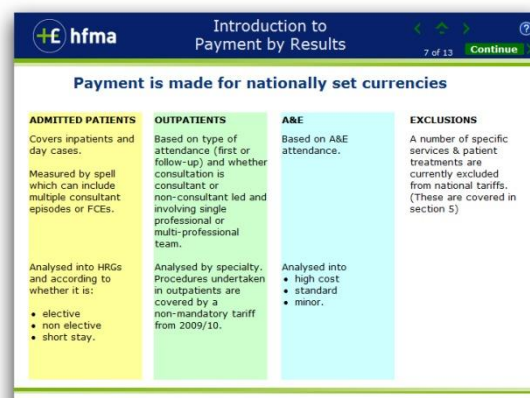 hfma
Introduction to
Payment by Results
7 of 13
Continue
Payment is made for nationally set currencies
ADMITTED PATIENTS
Covers inpatients and
day cases.
Measured by spell
which can include
multiple consultant
episodes or FCEs.
Analysed into HRGs
and according to
whether it is:
• elective
• non elective
• short stay.
OUTPATIENTS
Based on type of
attendance (first or
follow-up) and whether
consultation is
consultant or
non-consultant led and
involving single
professional or
multi-professional
team.
Analysed by specialty.
Procedures undertaken
in outpatients are
covered by a
non-mandatory tariff
from 2009/10.
A&E
Based on A&E
attendance.
Analysed into
• high cost
• standard
• minor.
EXCLUSIONS
A number of specific
services & patient
treatments are
currently excluded
from national tariffs.
(These are covered in
section 5)